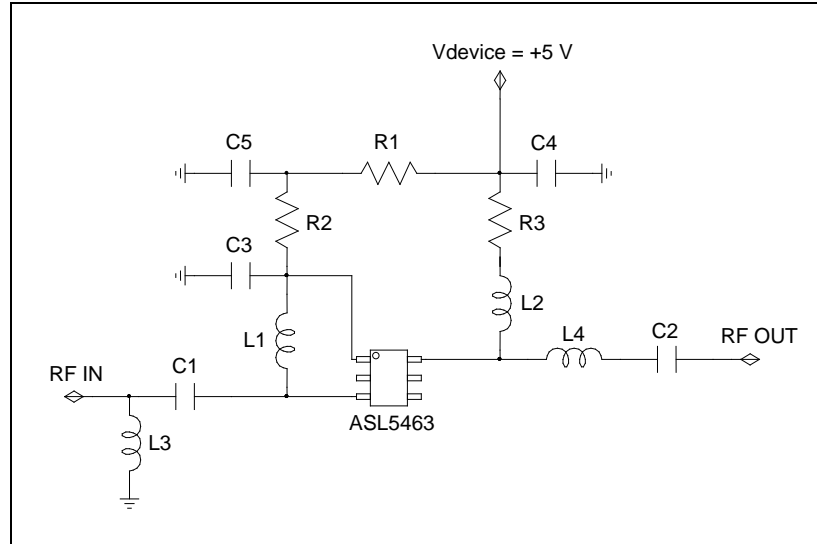 Vdevice = +5 V
C5
R1
C4
R2
R3
C3
L2
L1
L4
C2
RF OUT
RF IN
C1
ASL5463
L3